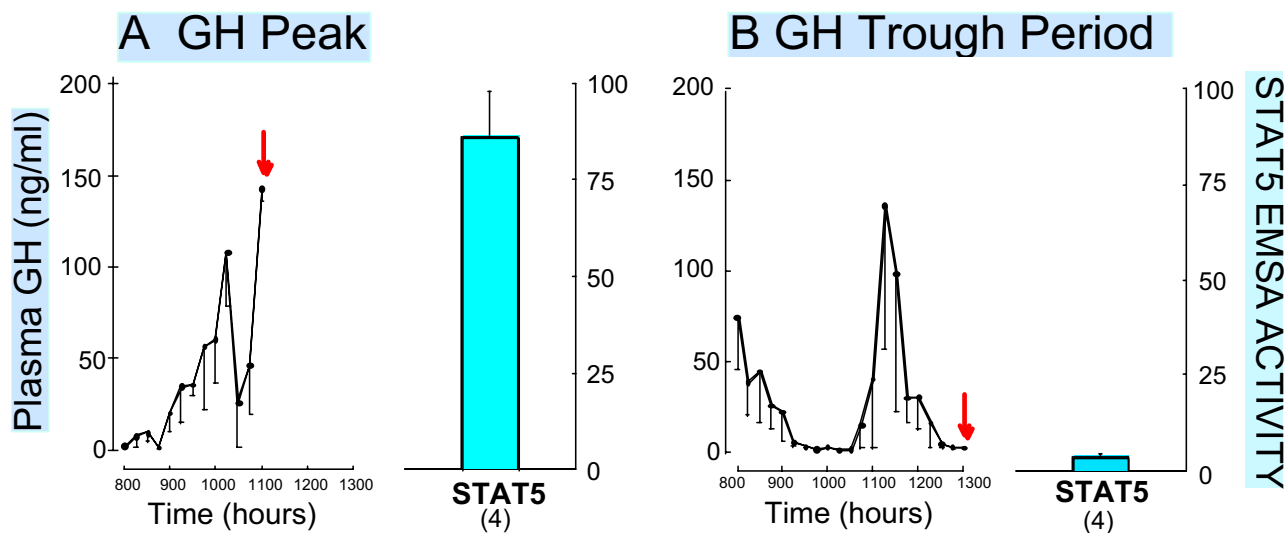 A GH Peak
B GH Trough Period
Plasma GH (ng/ml)
200
150
100
50
0
800 900 1000 1100 1200 1300
Time (hours)
100
75
50
25
0
STAT5
(4)
200
150
100
50
0
800 900 1000 1100 1200 1300
Time (hours)
100
75
50
25
0
STAT5
(4)
STAT5 EMSA ACTIVITY